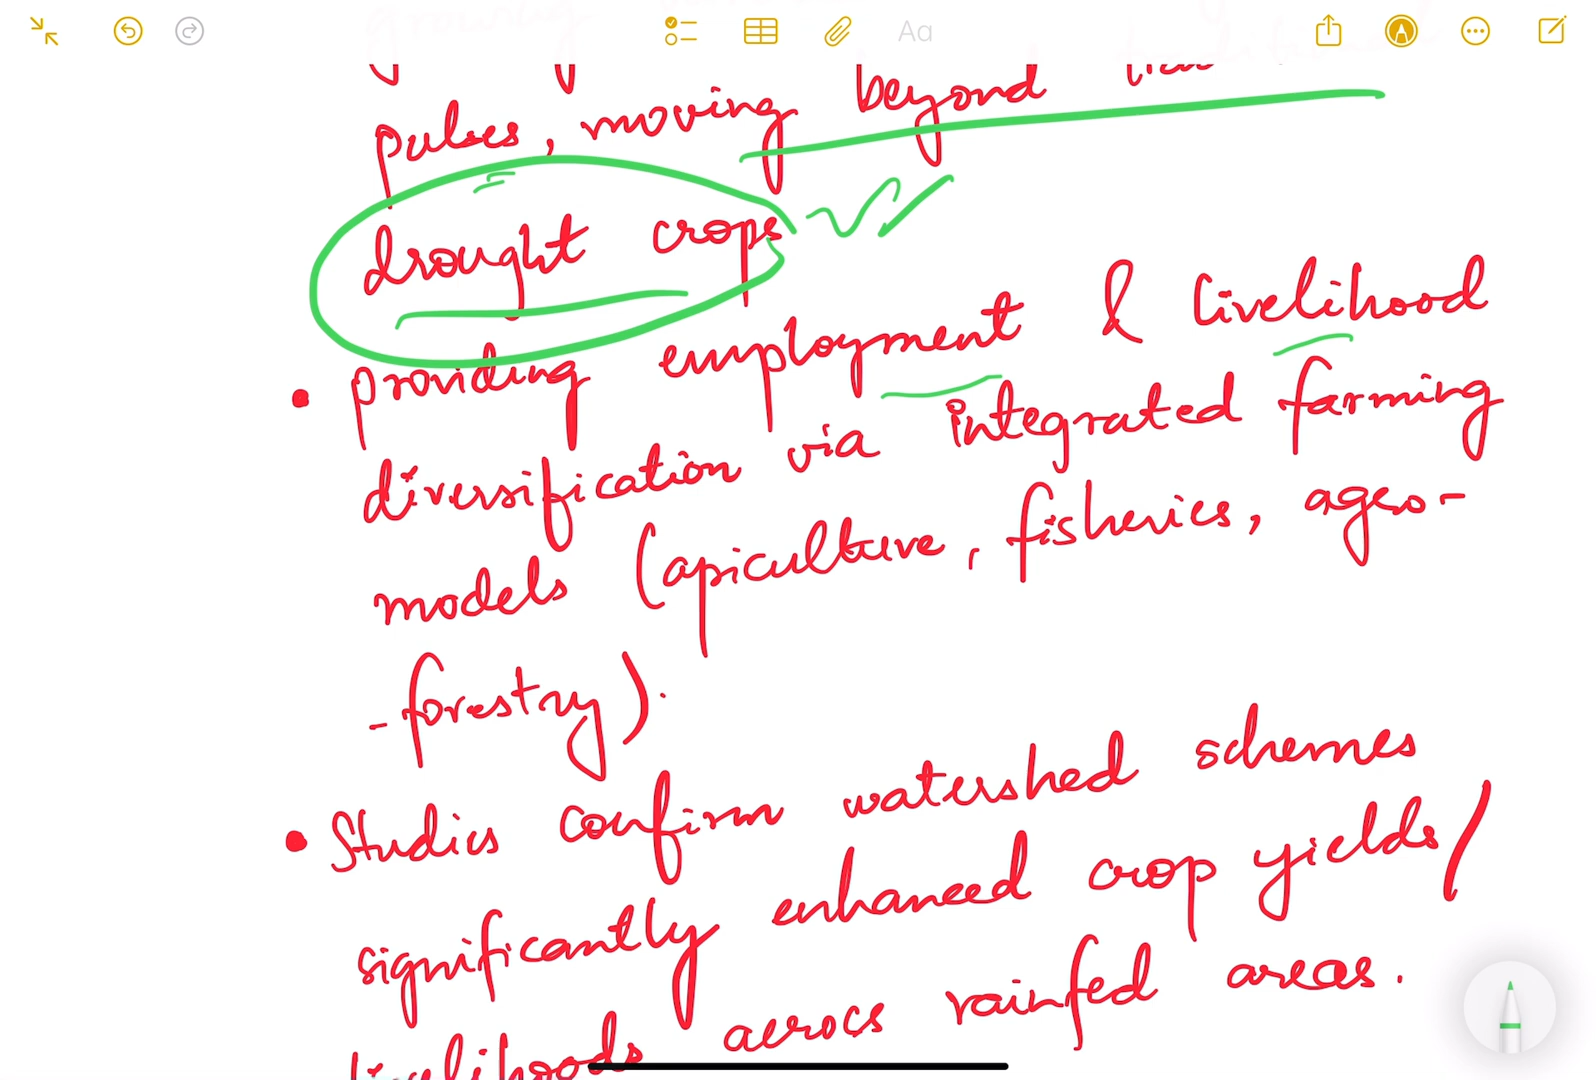 Aa
pulses, moving beyond
drought crops
• providing employment & livelihood
diversification via integrated farming
models (apiculture, fisheries, agro-
-forestry).
• Studies confirm watershed schemes
significantly enhanced crop yields/
livelihoods across rainfed areas.